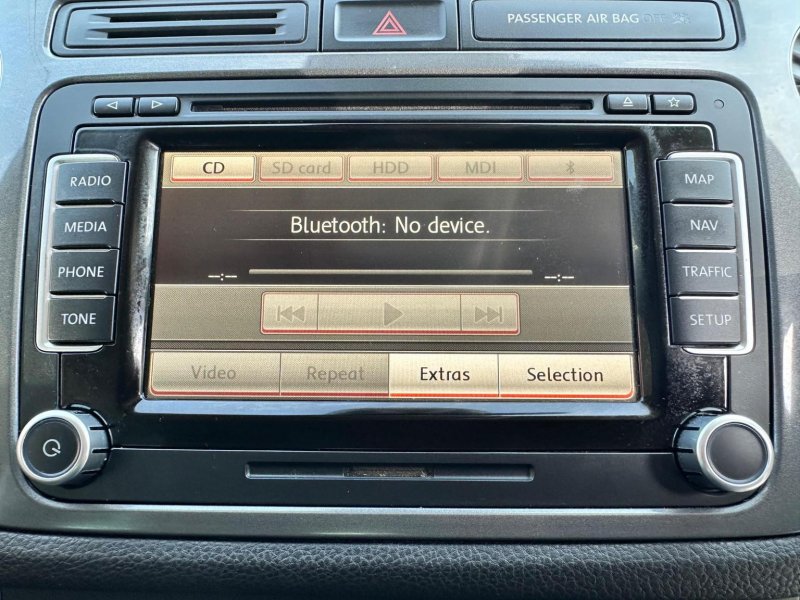 PASSENGER AIR BAG OFF
RADIO
MEDIA
PHONE
TONE
CD
SD card
HDD
MDI
Bluetooth: No device.
--:--
--:--
Video
Repeat
Extras
Selection
MAP
NAV
TRAFFIC
SETUP